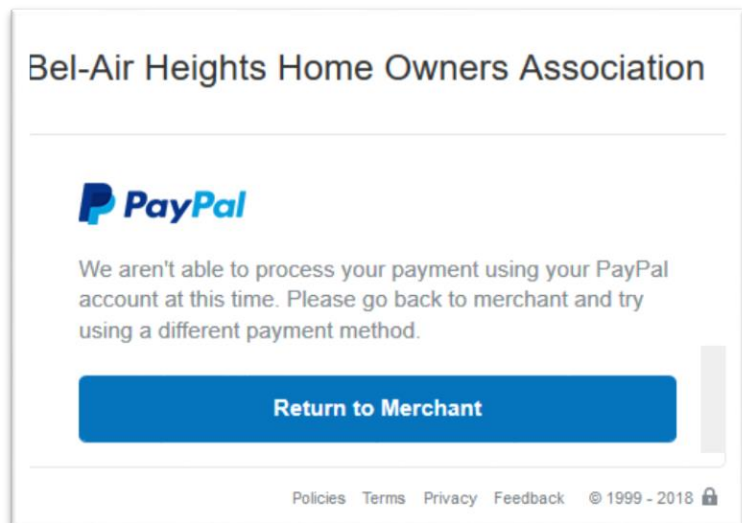 Bel-Air Heights Home Owners Association
PayPal
We aren't able to process your payment using your PayPal
account at this time. Please go back to merchant and try
using a different payment method.
Return to Merchant
Policies Terms Privacy Feedback © 1999 - 2018